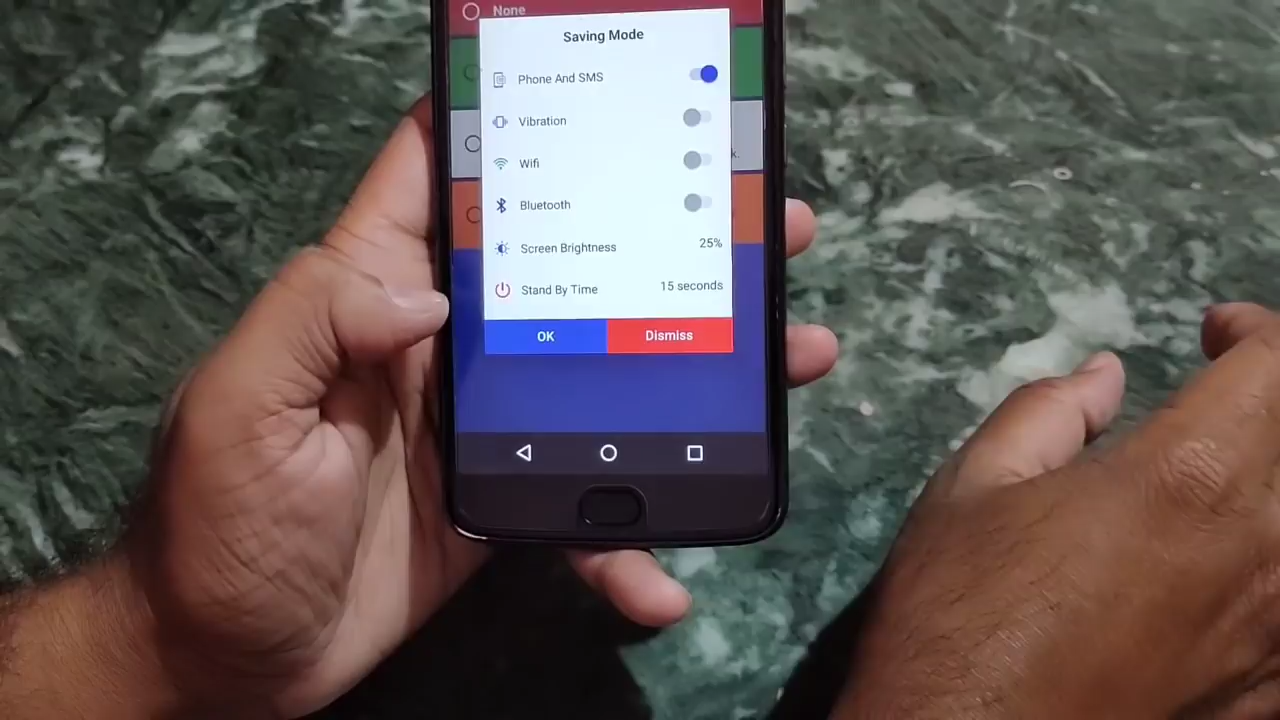 None
Saving Mode
Phone And SMS
Vibration
Wifi
k.
Bluetooth
Screen Brightness 25%
Stand By Time 15 seconds
OK Dismiss